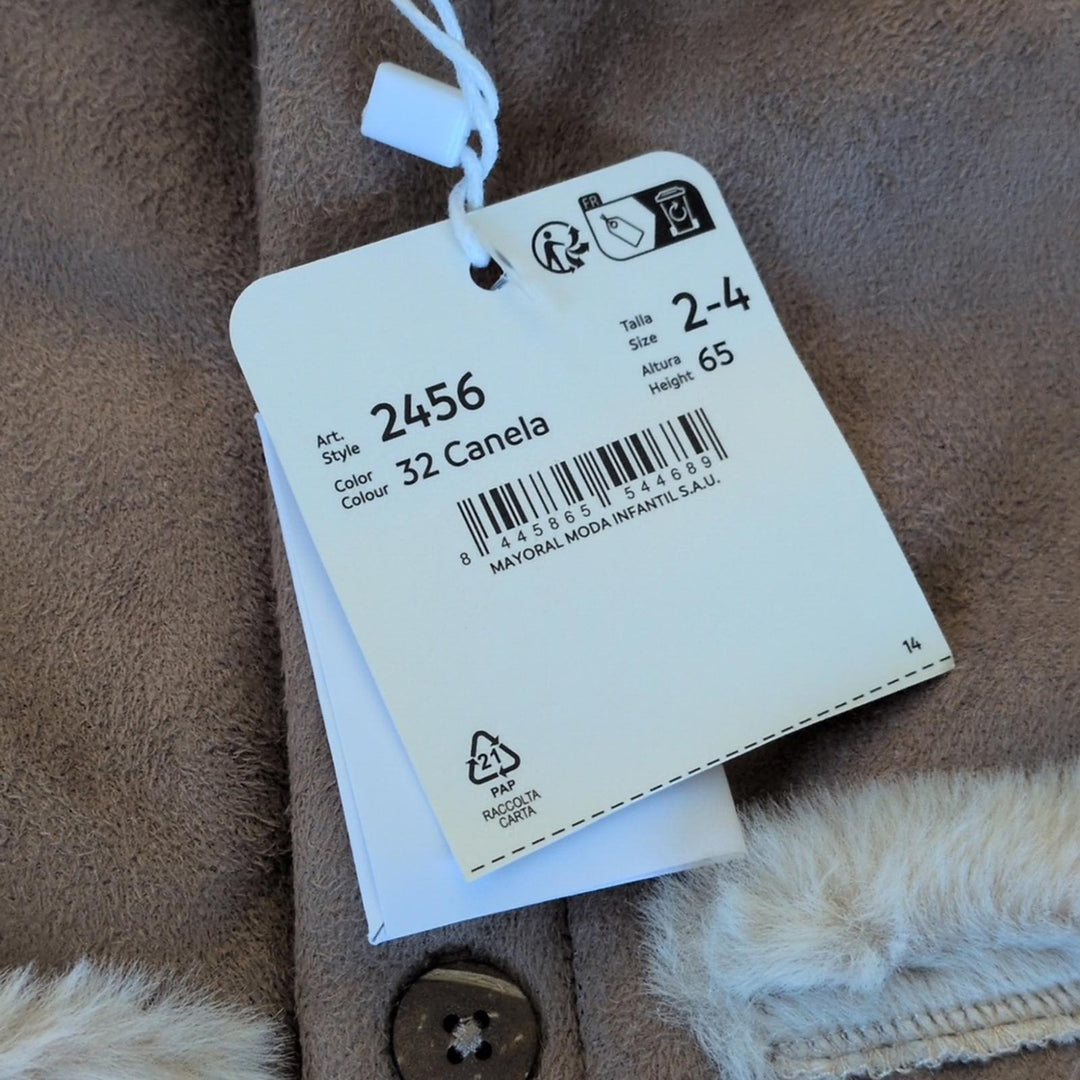 FR
Talla
Size
2-4
Altura
Height
65
Art.
Style
2456
Color
Colour
32 Canela
8 445865 544689
MAYORAL MODA INFANTIL S.A.U.
14
21
PAP
RACCOLTA
CARTA